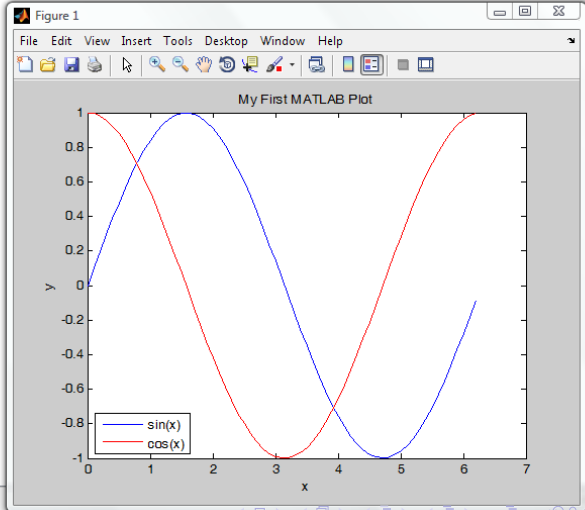 Figure 1
File Edit View Insert Tools Desktop Window Help
My First MATLAB Plot
1
0.8
0.6
0.4
0.2
0
-0.2
-0.4
-0.6
-0.8
-1
y
sin(x)
cos(x)
0 1 2 3 4 5 6 7
x